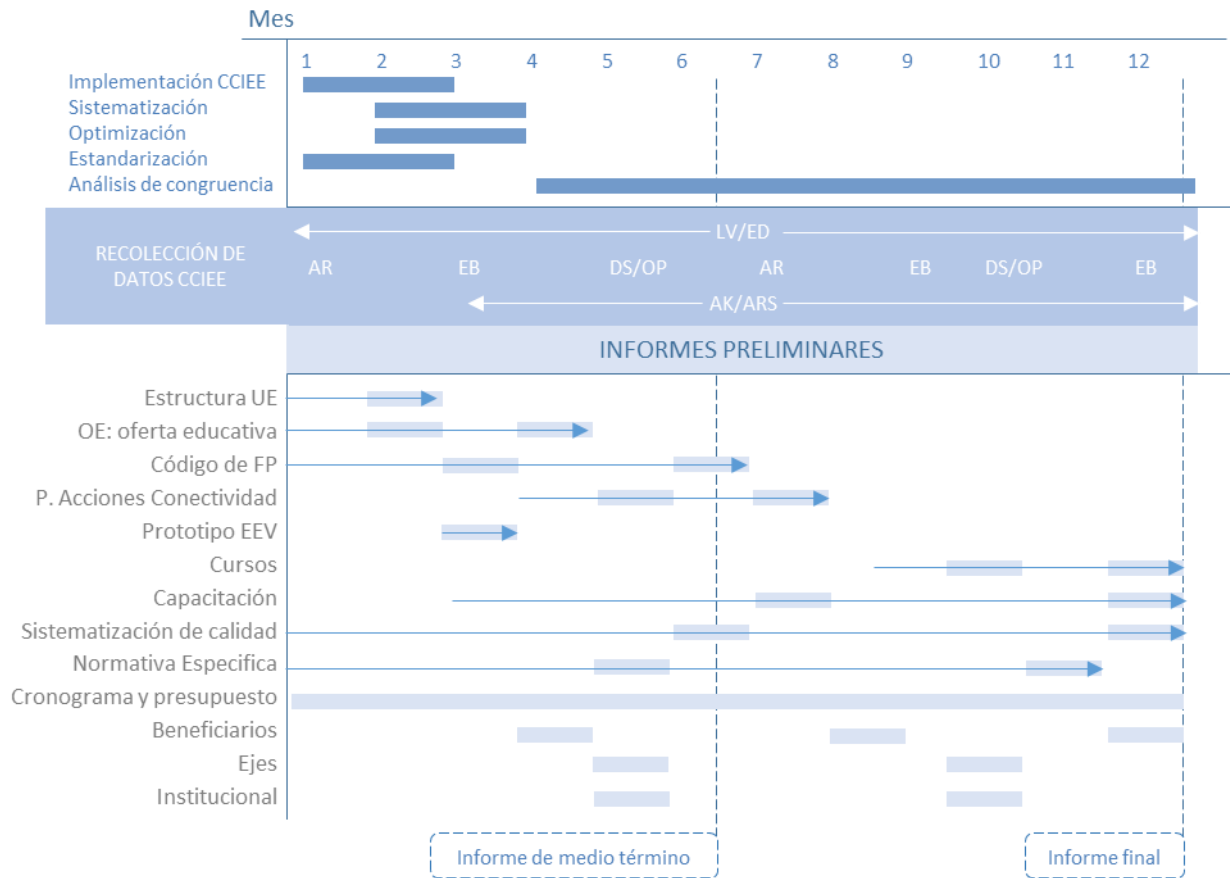 Mes
1 2 3 4 5 6 7 8 9 10 11 12
Implementación CCIEE
Sistematización
Optimización
Estandarización
Análisis de congruencia
RECOLECCIÓN DE
DATOS CCIEE
LV/ED
AR EB DS/OP AR EB DS/OP EB
AK/ARS
INFORMES PRELIMINARES
Estructura UE
OE: oferta educativa
Código de FP
P. Acciones Conectividad
Prototipo EEV
Cursos
Capacitación
Sistematización de calidad
Normativa Especifica
Cronograma y presupuesto
Beneficiarios
Ejes
Institucional
Informe de medio término
Informe final